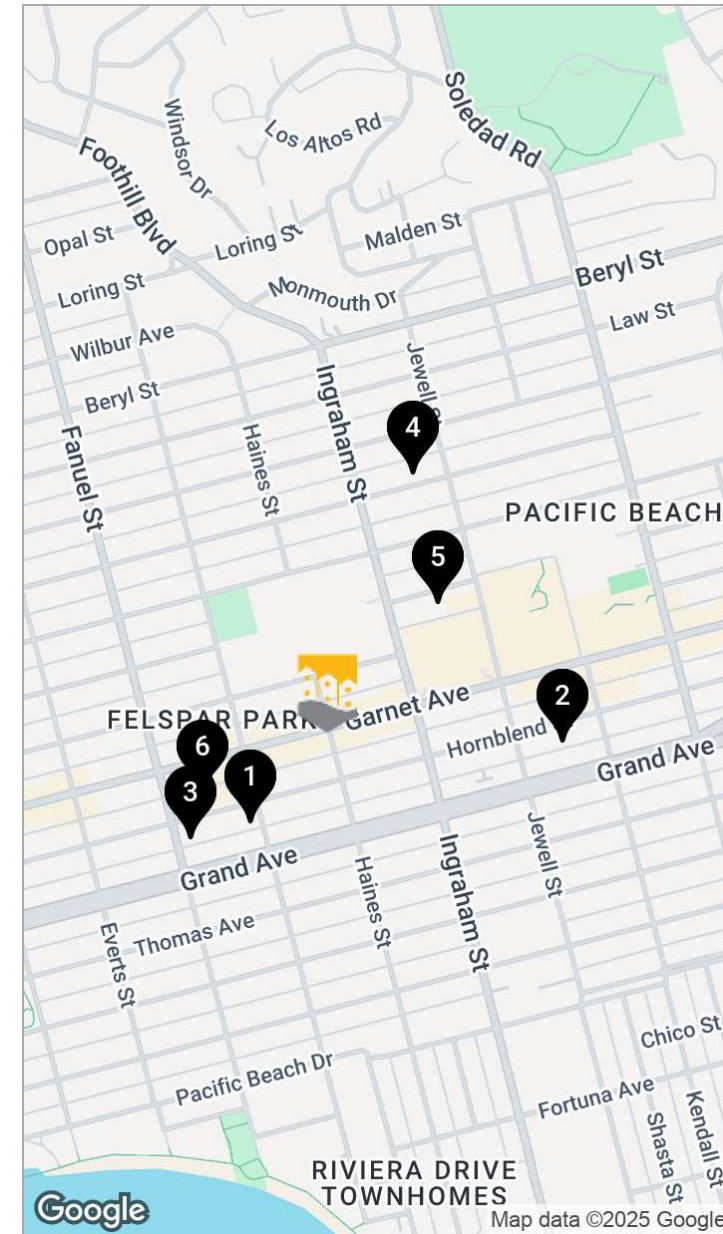 Soledad Rd
Windsor Dr
Los Altos Rd
Foothill Blvd
Opal St
Loring St
Malden St
Beryl St
Loring St
Monmouth Dr
Law St
Wilbur Ave
Jewell St
Beryl St
Ingraham St
4
Fanuel St
Haines St
PACIFIC BEACH
5
2
Garnet Ave
FELSPAR PARK
6
Hornblend
Grand Ave
1
3
Grand Ave
Jewell St
Haines St
Ingraham St
Everts St
Thomas Ave
Chico St
Pacific Beach Dr
Fortuna Ave
Shasta St
Kendall St
RIVIERA DRIVE
TOWNHOMES
Google
Map data ©2025 Google